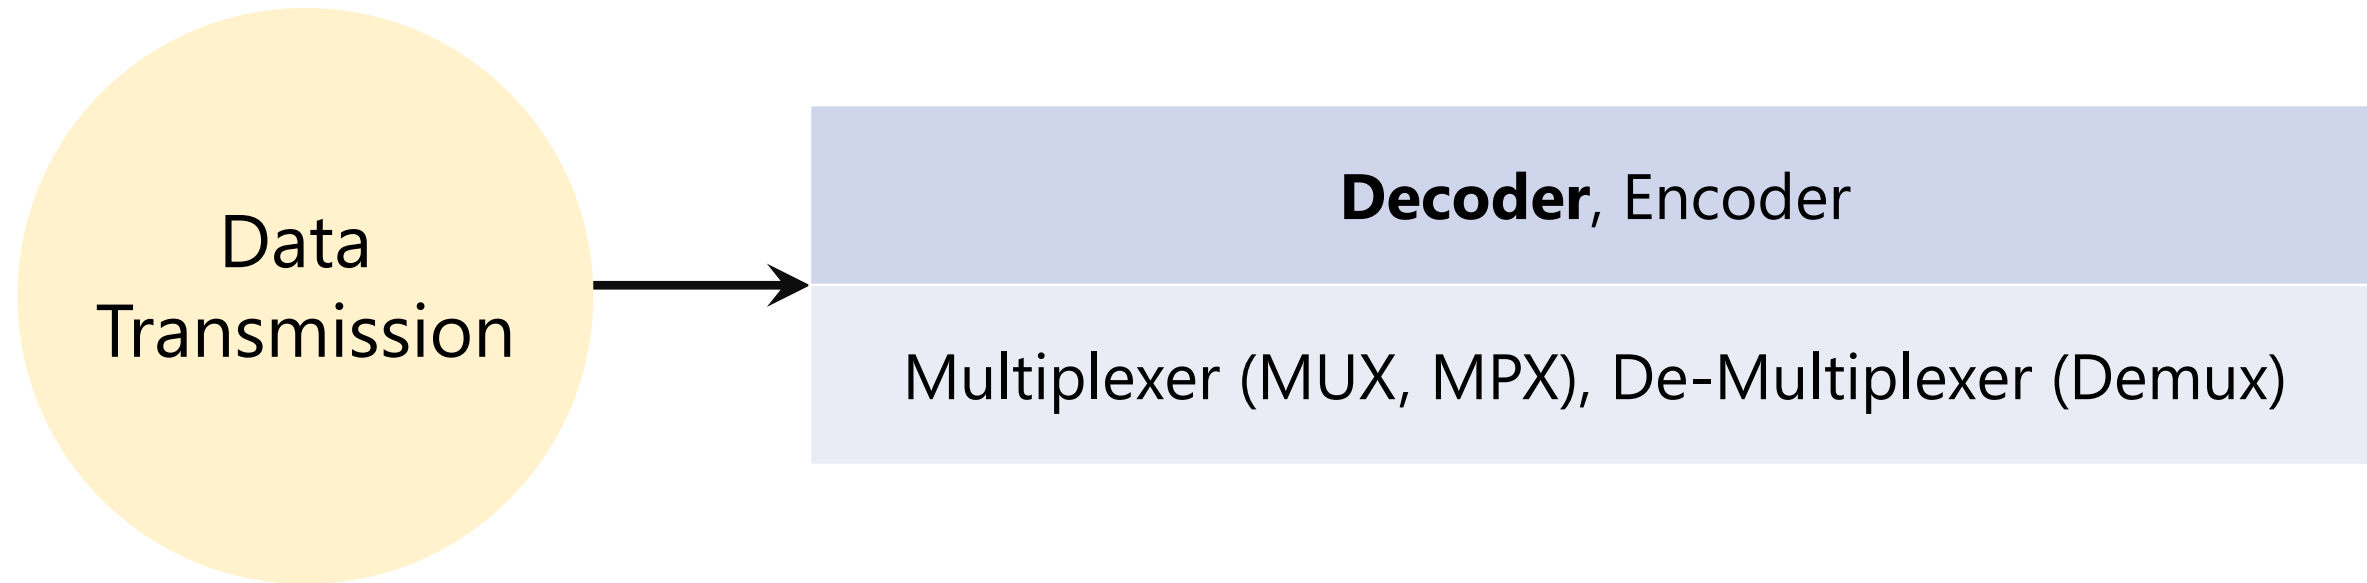 Data
Transmission
Decoder, Encoder
Multiplexer (MUX, MPX), De-Multiplexer (Demux)